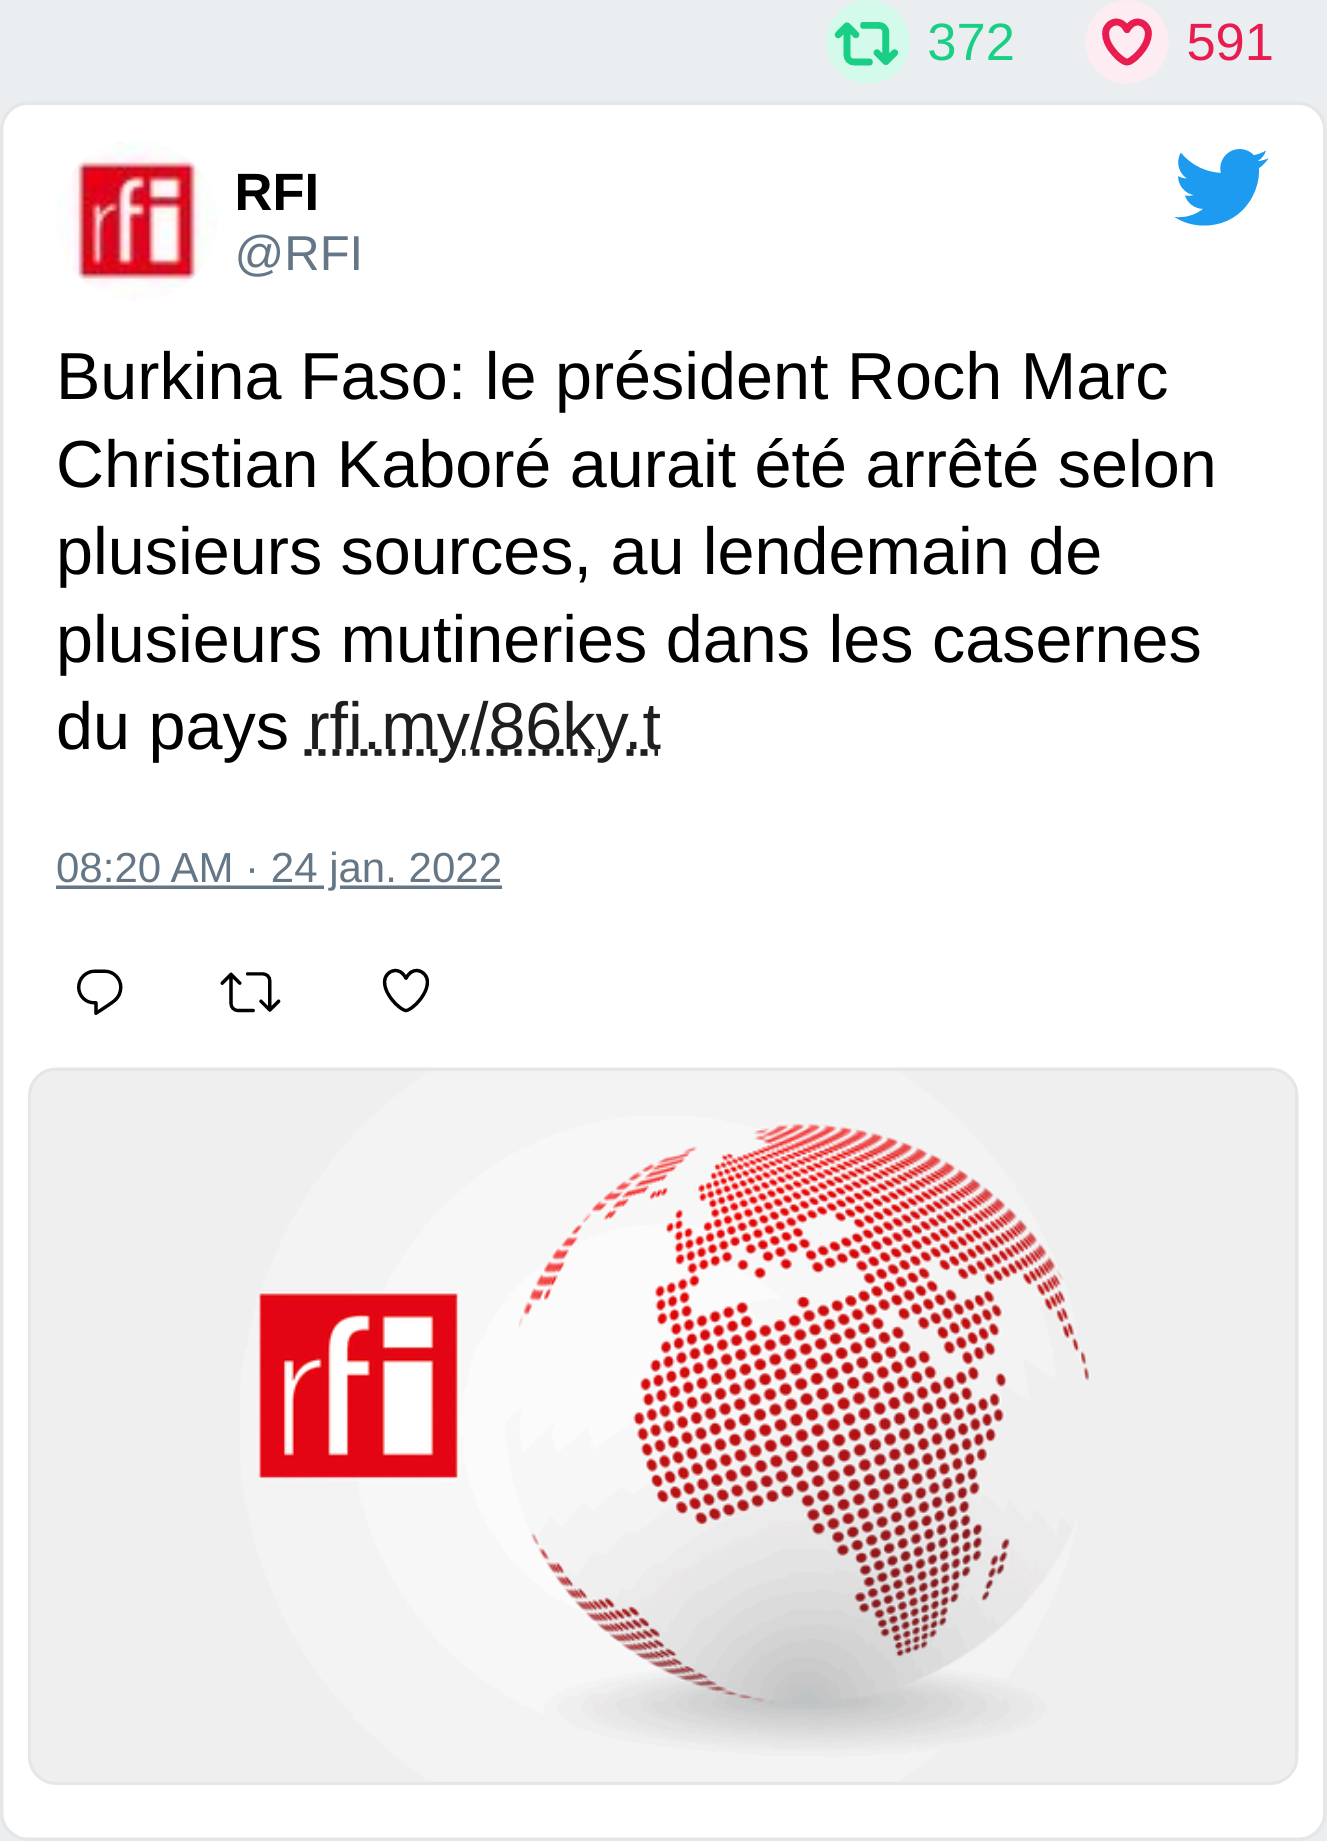 372 591
rfi
RFI
@RFI
Burkina Faso: le président Roch Marc
Christian Kaboré aurait été arrêté selon
plusieurs sources, au lendemain de
plusieurs mutineries dans les casernes
du pays rfi.my/86ky.t
08:20 AM · 24 jan. 2022
rfi